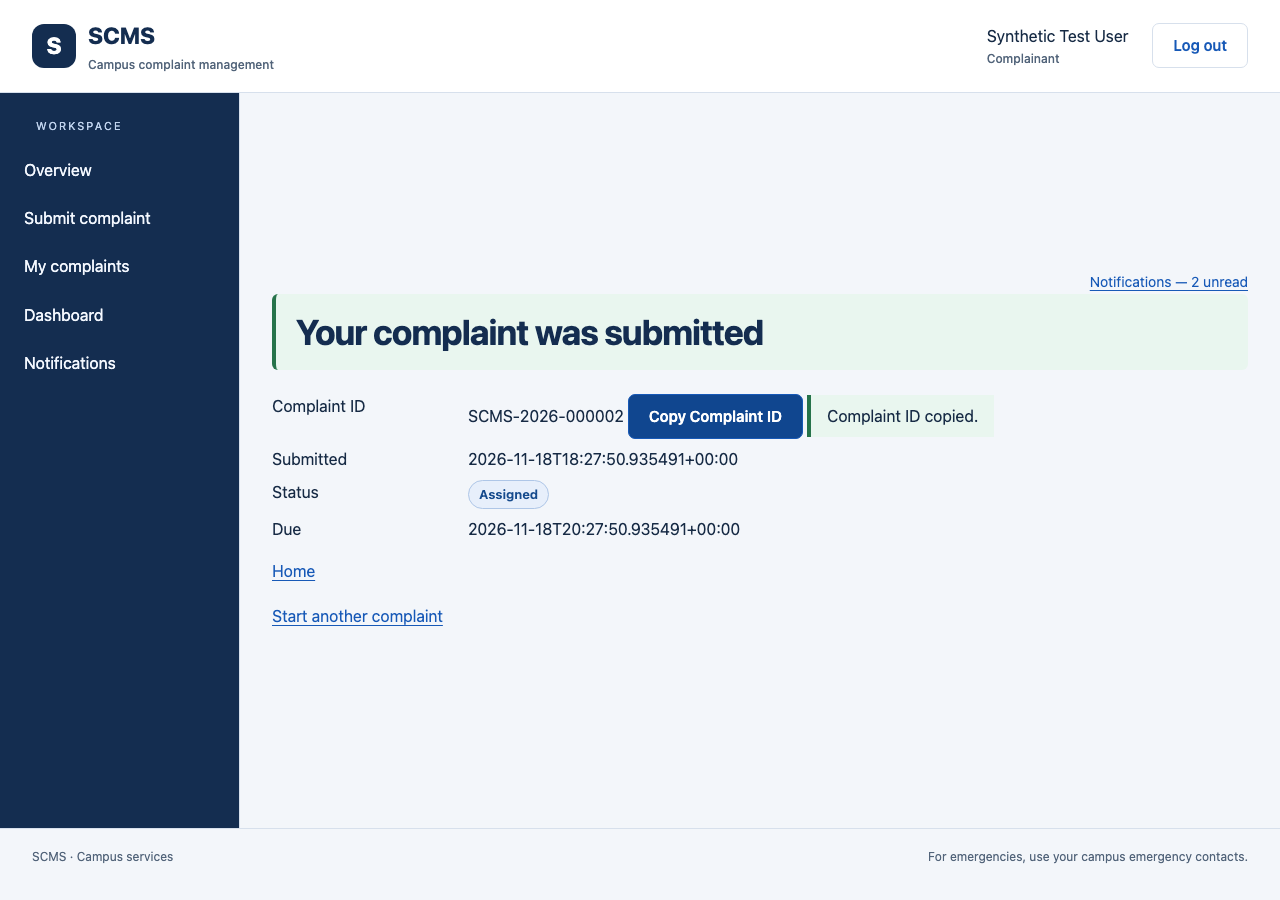 S
SCMS
Campus complaint management
Synthetic Test User
Complainant
Log out
WORKSPACE
Overview
Submit complaint
My complaints
Dashboard
Notifications
Notifications — 2 unread
Your complaint was submitted
Complaint ID
SCMS-2026-000002
Copy Complaint ID
Complaint ID copied.
Submitted
2026-11-18T18:27:50.935491+00:00
Status
Assigned
Due
2026-11-18T20:27:50.935491+00:00
Home
Start another complaint
SCMS · Campus services
For emergencies, use your campus emergency contacts.